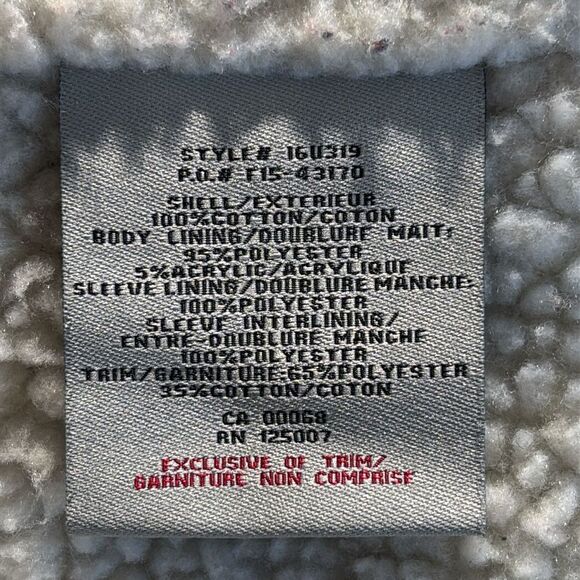 STYLE# 16U319
P.O.# F15-43170
SHELL/EXTERIEUR
100%COTTON/COTON
BODY LINING/DOUBLURE MAIT:
95%POLYESTER
5%ACRYLIC/ACRYLIQUE
SLEEVE LINING/DOUBLURE MANCHE:
100%POLYESTER
SLEEVE INTERLINING/
ENTRE-DOUBLURE MANCHE
100%POLYESTER
TRIM/GARNITURE:65%POLYESTER
35%COTTON/COTON
CA 00068
RN 125007
EXCLUSIVE OF TRIM/
GARNITURE NON COMPRISE